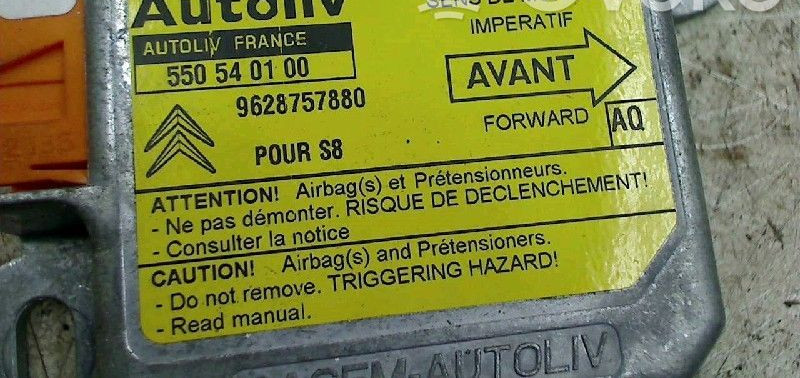 Autoliv
SENS DE
IMPERATIF
AUTOLIV FRANCE
550 54 01 00
AVANT
9628757880
FORWARD
AQ
POUR S8
ATTENTION! Airbag(s) et Prétensionneurs.
- Ne pas démonter. RISQUE DE DECLENCHEMENT!
- Consulter la notice
CAUTION! Airbag(s) and Prétensioners.
- Do not remove. TRIGGERING HAZARD!
- Read manual.
-AUTOLIV